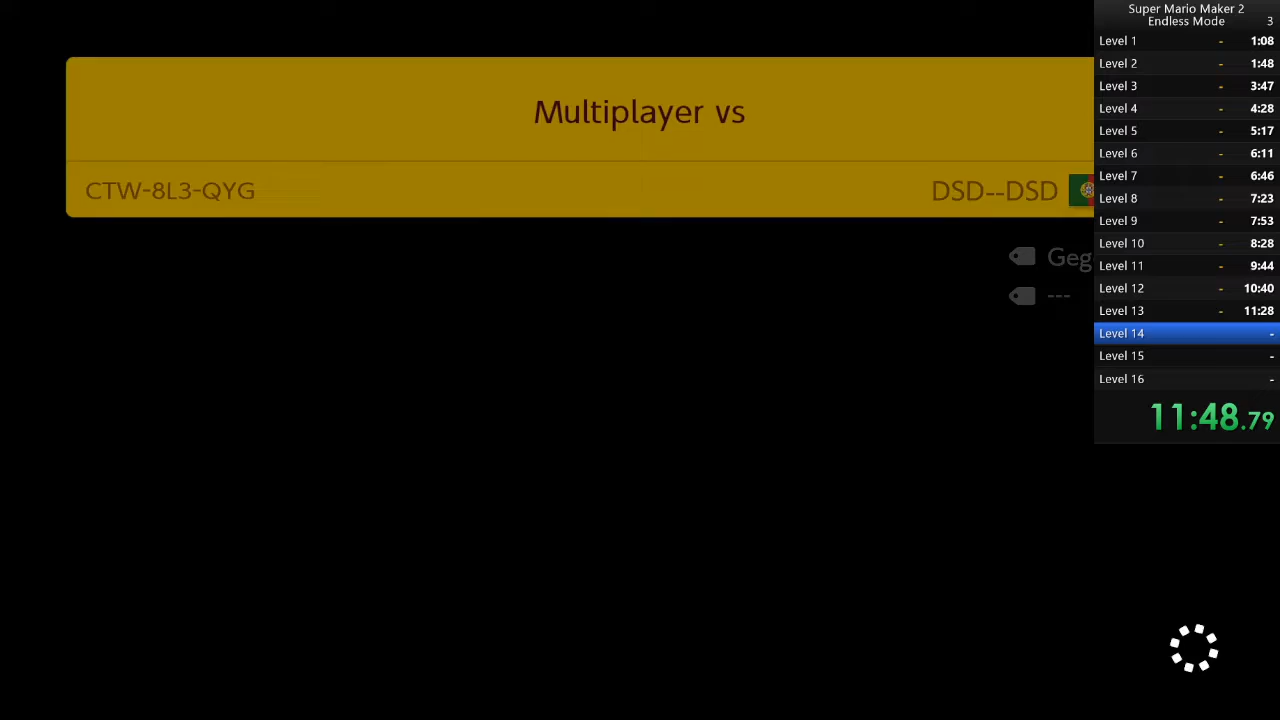 Super Mario Maker 2
Endless Mode 3
Level 1 - 1:08
Level 2 - 1:48
Level 3 - 3:47
Level 4 - 4:28
Level 5 - 5:17
Level 6 - 6:11
Level 7 - 6:46
Level 8 - 7:23
Level 9 - 7:53
Level 10 - 8:28
Level 11 - 9:44
Level 12 - 10:40
Level 13 - 11:28
Level 14 -
Level 15 -
Level 16 -
11:48.79
Multiplayer vs
CTW-8L3-QYG
DSD--DSD
Geg
---